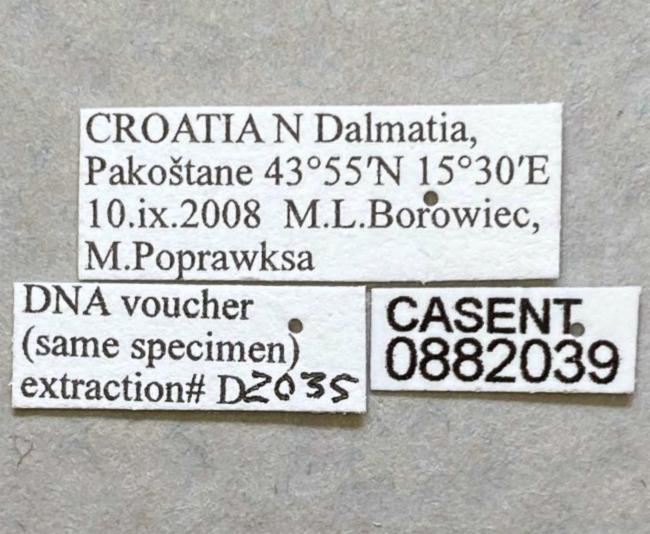 CROATIA N Dalmatia,
Pakoštane 43°55'N 15°30'E
10.ix.2008 M.L.Borowiec,
M.Poprawksa
DNA voucher
(same specimen)
extraction# D2035
CASENT
0882039